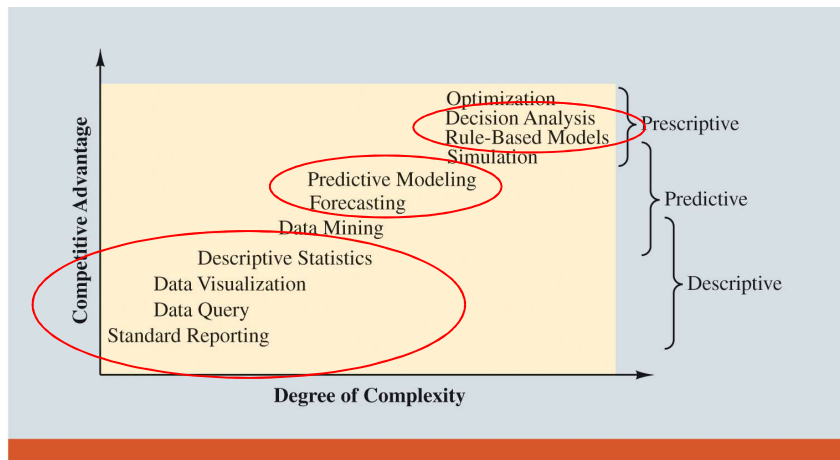 Competitive Advantage
Optimization
Decision Analysis
Rule-Based Models
Simulation
Prescriptive
Predictive Modeling
Forecasting
Data Mining
Predictive
Descriptive Statistics
Data Visualization
Data Query
Standard Reporting
Descriptive
Degree of Complexity